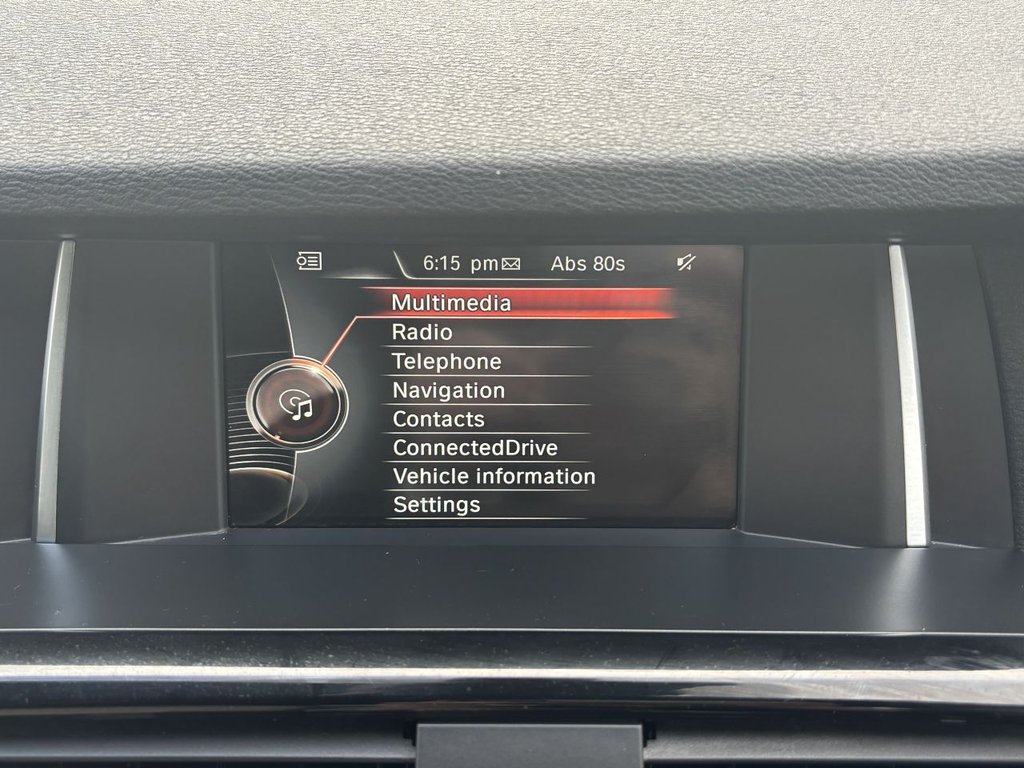 6:15 pm Abs 80s
Multimedia
Radio
Telephone
Navigation
Contacts
ConnectedDrive
Vehicle information
Settings